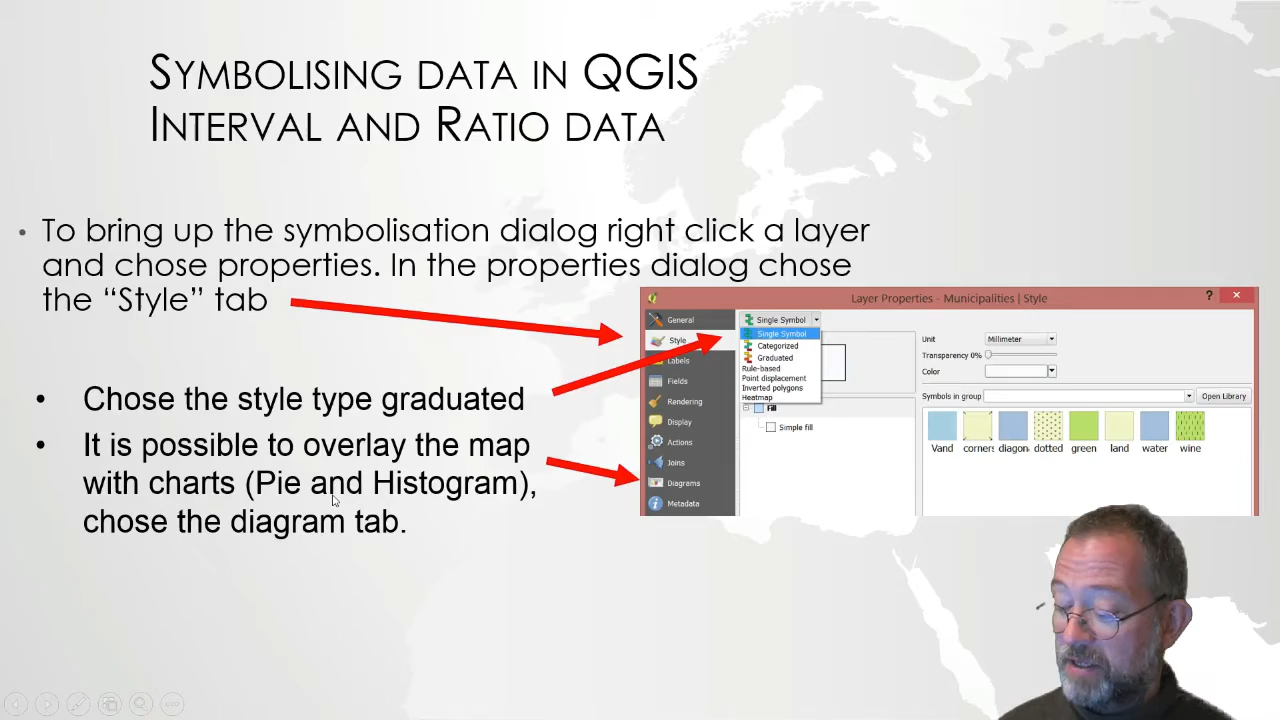 Symbolising data in QGIS
Interval and Ratio data
• To bring up the symbolisation dialog right click a layer
and chose properties. In the properties dialog chose
the “Style” tab
• Chose the style type graduated
• It is possible to overlay the map
with charts (Pie and Histogram),
chose the diagram tab.
Layer Properties - Municipalities | Style
? ×
General
Style
Labels
Fields
Rendering
Display
Actions
Joins
Diagrams
Metadata
Single Symbol
Single Symbol
Categorized
Graduated
Rule-based
Point displacement
Inverted polygons
Heatmap
Fill
Simple fill
Unit Millimeter
Transparency 0%
Color
Symbols in group Open Library
Vand corners diagon dotted green land water wine